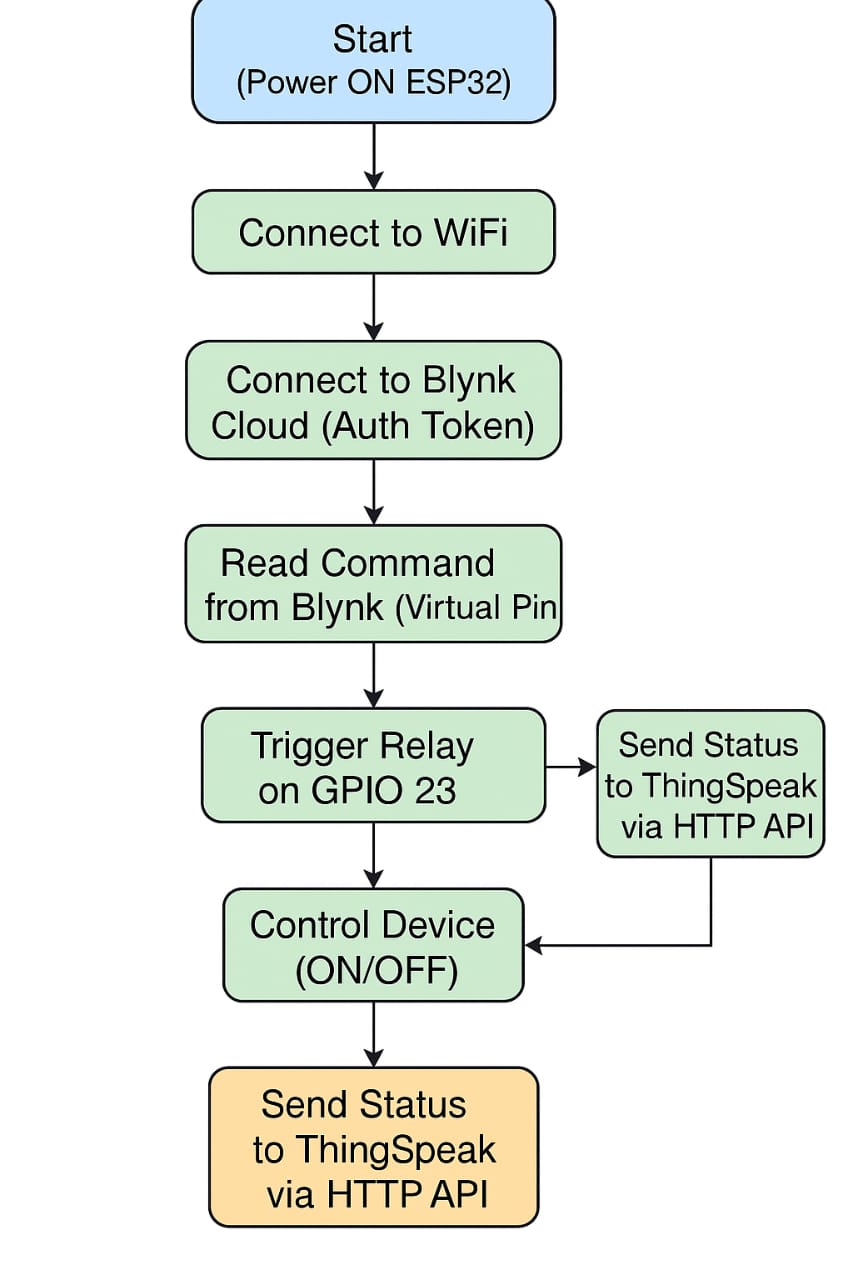 Start
(Power ON ESP32)
Connect to WiFi
Connect to Blynk
Cloud (Auth Token)
Read Command
from Blynk (Virtual Pin
Trigger Relay
on GPIO 23
Send Status
to ThingSpeak
via HTTP API
Control Device
(ON/OFF)
Send Status
to ThingSpeak
via HTTP API